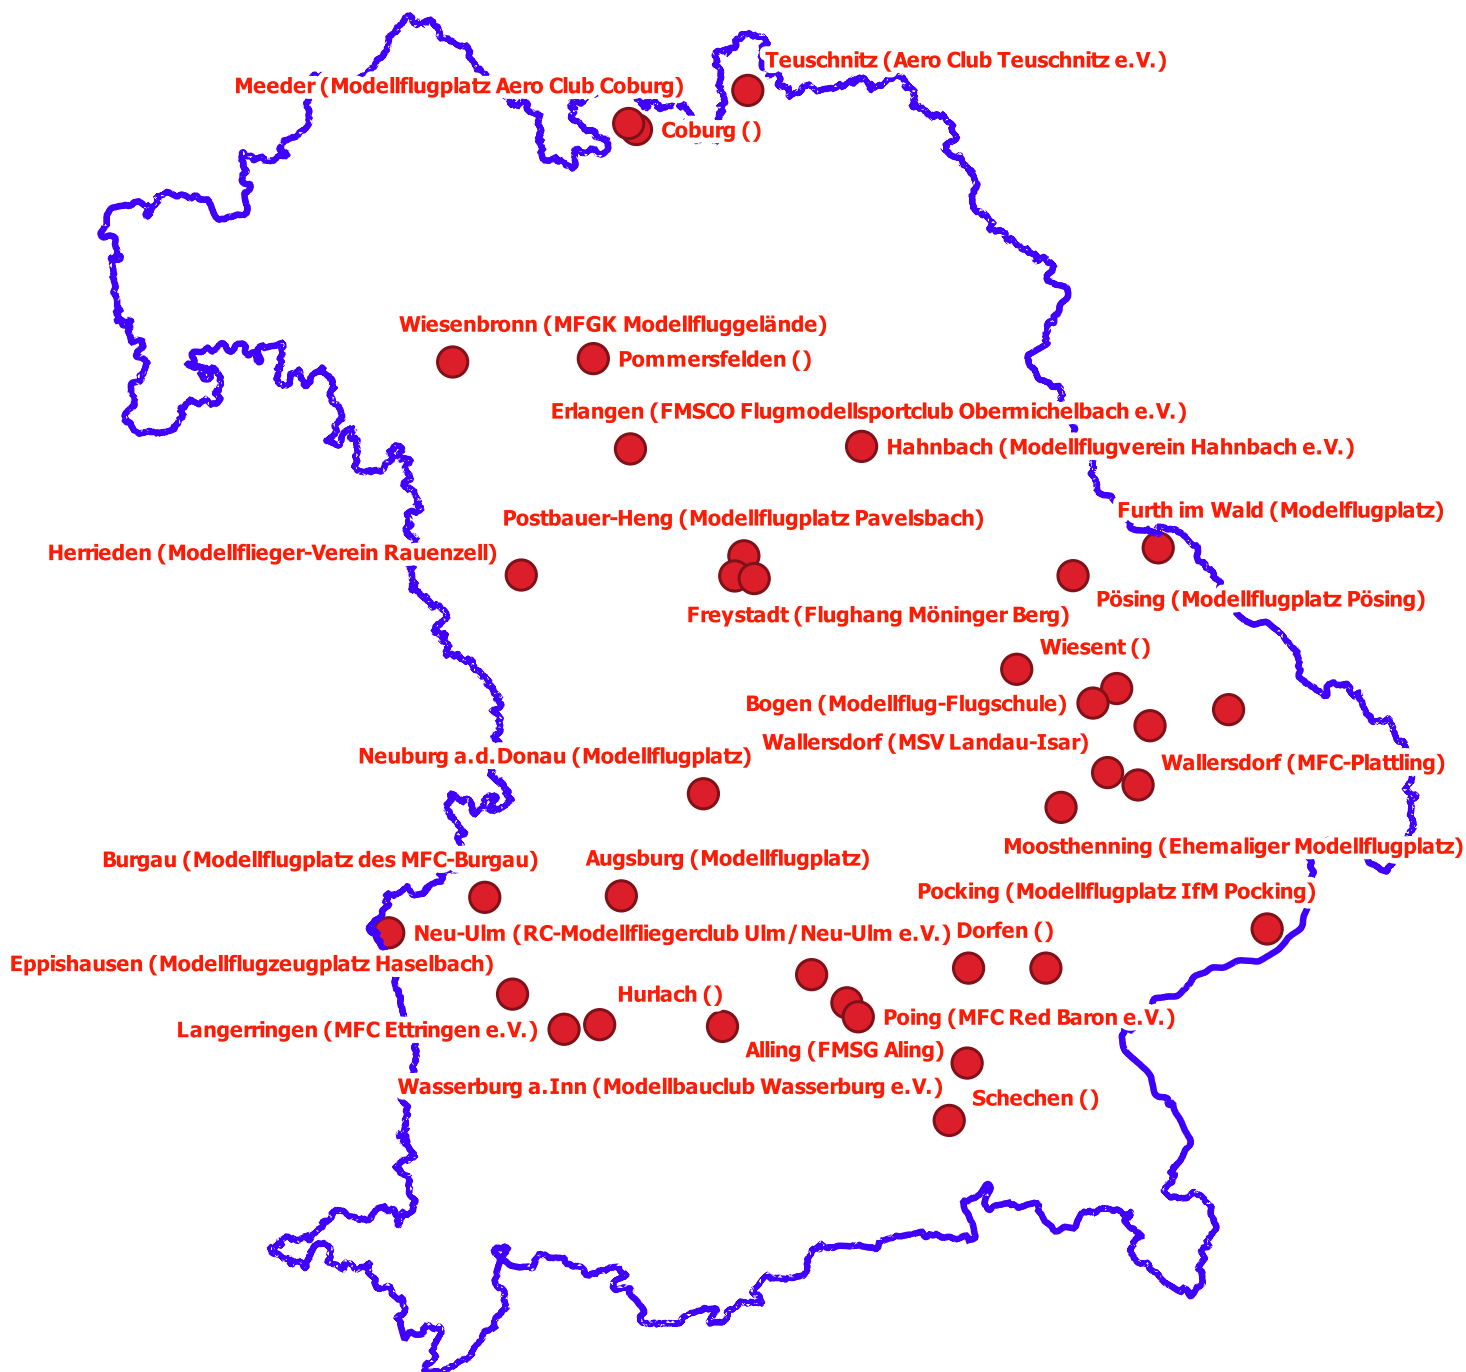 Teuschnitz (Aero Club Teuschnitz e.V.)
Meeder (Modellflugplatz Aero Club Coburg)
Coburg ()
Wiesenbronn (MFGK Modellfluggelände)
Pommersfelden ()
Erlangen (FMSCO Flugmodellsportclub Obermichelbach e.V.)
Hahnbach (Modellflugverein Hahnbach e.V.)
Furth im Wald (Modelflugplatz)
Postbauer-Heng (Modellflugplatz Pavelsbach)
Herrieden (Modellflieger-Verein Rauenzell)
Pösing (Modellflugplatz Pösing)
Freystadt (Flughang Möninger Berg)
Wiesent ()
Bogen (Modellflug-Flugschule)
Wallersdorf (MSV Landau-Isar)
Neuburg a.d.Donau (Modellflugplatz)
Wallersdorf (MFC-Plattling)
Moosthenning (Ehemaliger Modellflugplatz)
Burgau (Modellflugplatz des MFC-Burgau)
Augsburg (Modellflugplatz)
Pocking (Modellflugplatz IfM Pocking)
Neu-Ulm (RC-Modellfliegerclub Ulm/Neu-Ulm e.V.)
Dorfen ()
Eppishausen (Modellflugzeugplatz Haselbach)
Hurlach ()
Poing (MFC Red Baron e.V.)
Langerringen (MFC Ettringen e.V.)
Alling (FMSG Aling)
Wasserburg a.Inn (Modellbauclub Wasserburg e.V.)
Schechen ()